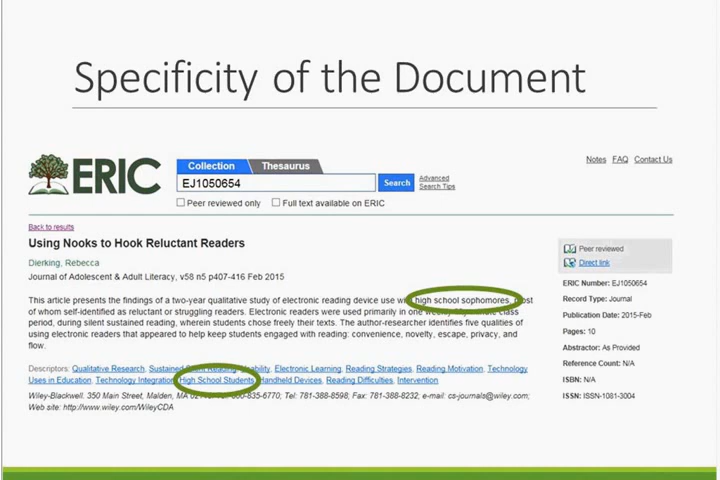 Specificity of the Document
ERIC
Collection Thesaurus
EJ1050654
Search
Advanced
Search Tips
Peer reviewed only Full text available on ERIC
Notes FAQ Contact Us
Back to results
Using Nooks to Hook Reluctant Readers
Dierking, Rebecca
Journal of Adolescent & Adult Literacy, v58 n5 p407-416 Feb 2015
This article presents the findings of a two-year qualitative study of electronic reading device use high school sophomores, most
of whom self-identified as reluctant or struggling readers. Electronic readers were used primarily in one class
period, during silent sustained reading, wherein students chose freely their texts. The author-researcher identifies five qualities of
using electronic readers that appeared to help keep students engaged with reading: convenience, novelty, escape, privacy, and
flow.
Descriptors: Qualitative Research, Sustained Electronic Learning, Reading Strategies, Reading Motivation, Technology
Uses in Education, Technology Integration, High School Students, Handheld Devices, Reading Difficulties, Intervention
Wiley-Blackwell. 350 Main Street, Malden, MA Tel: 781-388-8598; Fax: 781-388-8232; e-mail: cs-journals@wiley.com;
Web site: http://www.wiley.com/WileyCDA
Peer reviewed
Direct link
ERIC Number: EJ1050654
Record Type: Journal
Publication Date: 2015-Feb
Pages: 10
Abstractor: As Provided
Reference Count: N/A
ISBN: N/A
ISSN: ISSN-1081-3004